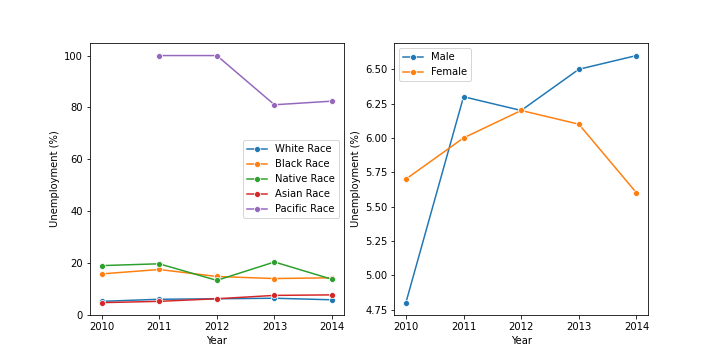 100
80
60
40
20
0
Unemployment (%)
2010 2011 2012 2013 2014
Year
White Race
Black Race
Native Race
Asian Race
Pacific Race
6.50
6.25
6.00
5.75
5.50
5.25
5.00
4.75
Unemployment (%)
2010 2011 2012 2013 2014
Year
Male
Female